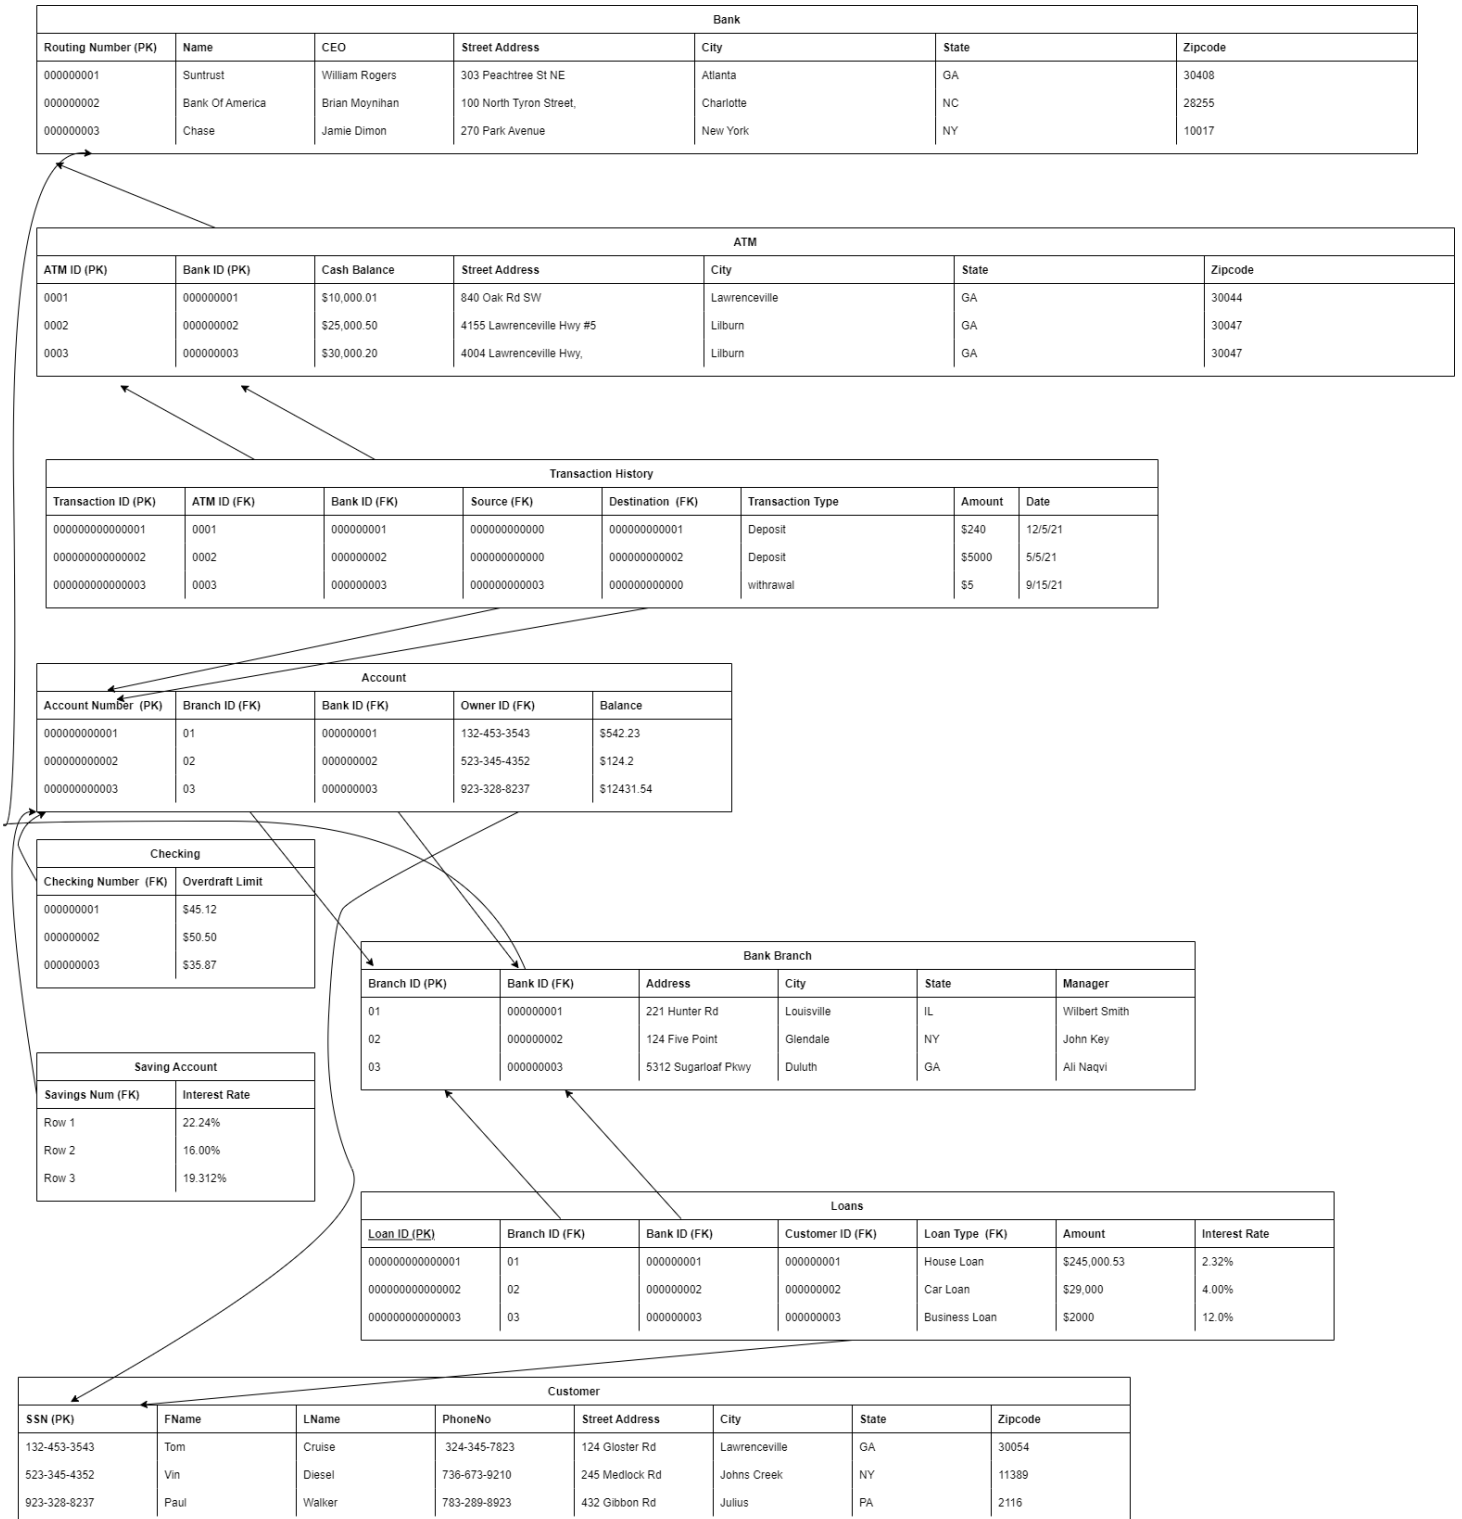 Bank
Routing Number (PK) Name CEO Street Address City State Zipcode
000000001 Suntrust William Rogers 303 Peachtree St NE Atlanta GA 30408
000000002 Bank Of America Brian Moynihan 100 North Tyron Street, Charlotte NC 28255
000000003 Chase Jamie Dimon 270 Park Avenue New York NY 10017
ATM
ATM ID (PK) Bank ID (PK) Cash Balance Street Address City State Zipcode
0001 000000001 $10,000.01 840 Oak Rd SW Lawrenceville GA 30044
0002 000000002 $25,000.50 4155 Lawrenceville Hwy #5 Lilburn GA 30047
0003 000000003 $30,000.20 4004 Lawrenceville Hwy, Lilburn GA 30047
Transaction History
Transaction ID (PK) ATM ID (FK) Bank ID (FK) Source (FK) Destination (FK) Transaction Type Amount Date
0000000000000001 0001 000000001 000000000000 000000000001 Deposit $240 12/5/21
0000000000000002 0002 000000002 000000000000 000000000002 Deposit $5000 5/5/21
0000000000000003 0003 000000003 000000000003 000000000000 withrawal $5 9/15/21
Account
Account Number (PK) Branch ID (FK) Bank ID (FK) Owner ID (FK) Balance
000000000001 01 000000001 132-453-3543 $542.23
000000000002 02 000000002 523-345-4352 $124.2
000000000003 03 000000003 923-328-8237 $12431.54
Checking
Checking Number (FK) Overdraft Limit
000000001 $45.12
000000002 $50.50
000000003 $35.87
Bank Branch
Branch ID (PK) Bank ID (FK) Address City State Manager
01 000000001 221 Hunter Rd Louisville IL Wilbert Smith
02 000000002 124 Five Point Glendale NY John Key
03 000000003 5312 Sugarloaf Pkwy Duluth GA Ali Naqvi
Saving Account
Savings Num (FK) Interest Rate
Row 1 22.24%
Row 2 16.00%
Row 3 19.312%
Loans
Loan ID (PK) Branch ID (FK) Bank ID (FK) Customer ID (FK) Loan Type (FK) Amount Interest Rate
0000000000000001 01 000000001 000000001 House Loan $245,000.53 2.32%
0000000000000002 02 000000002 000000002 Car Loan $29,000 4.00%
0000000000000003 03 000000003 000000003 Business Loan $2000 12.0%
Customer
SSN (PK) FName LName PhoneNo Street Address City State Zipcode
132-453-3543 Tom Cruise 324-345-7823 124 Gloster Rd Lawrenceville GA 30054
523-345-4352 Vin Diesel 736-673-9210 245 Medlock Rd Johns Creek NY 11389
923-328-8237 Paul Walker 783-289-8923 432 Gibbon Rd Julius PA 2116